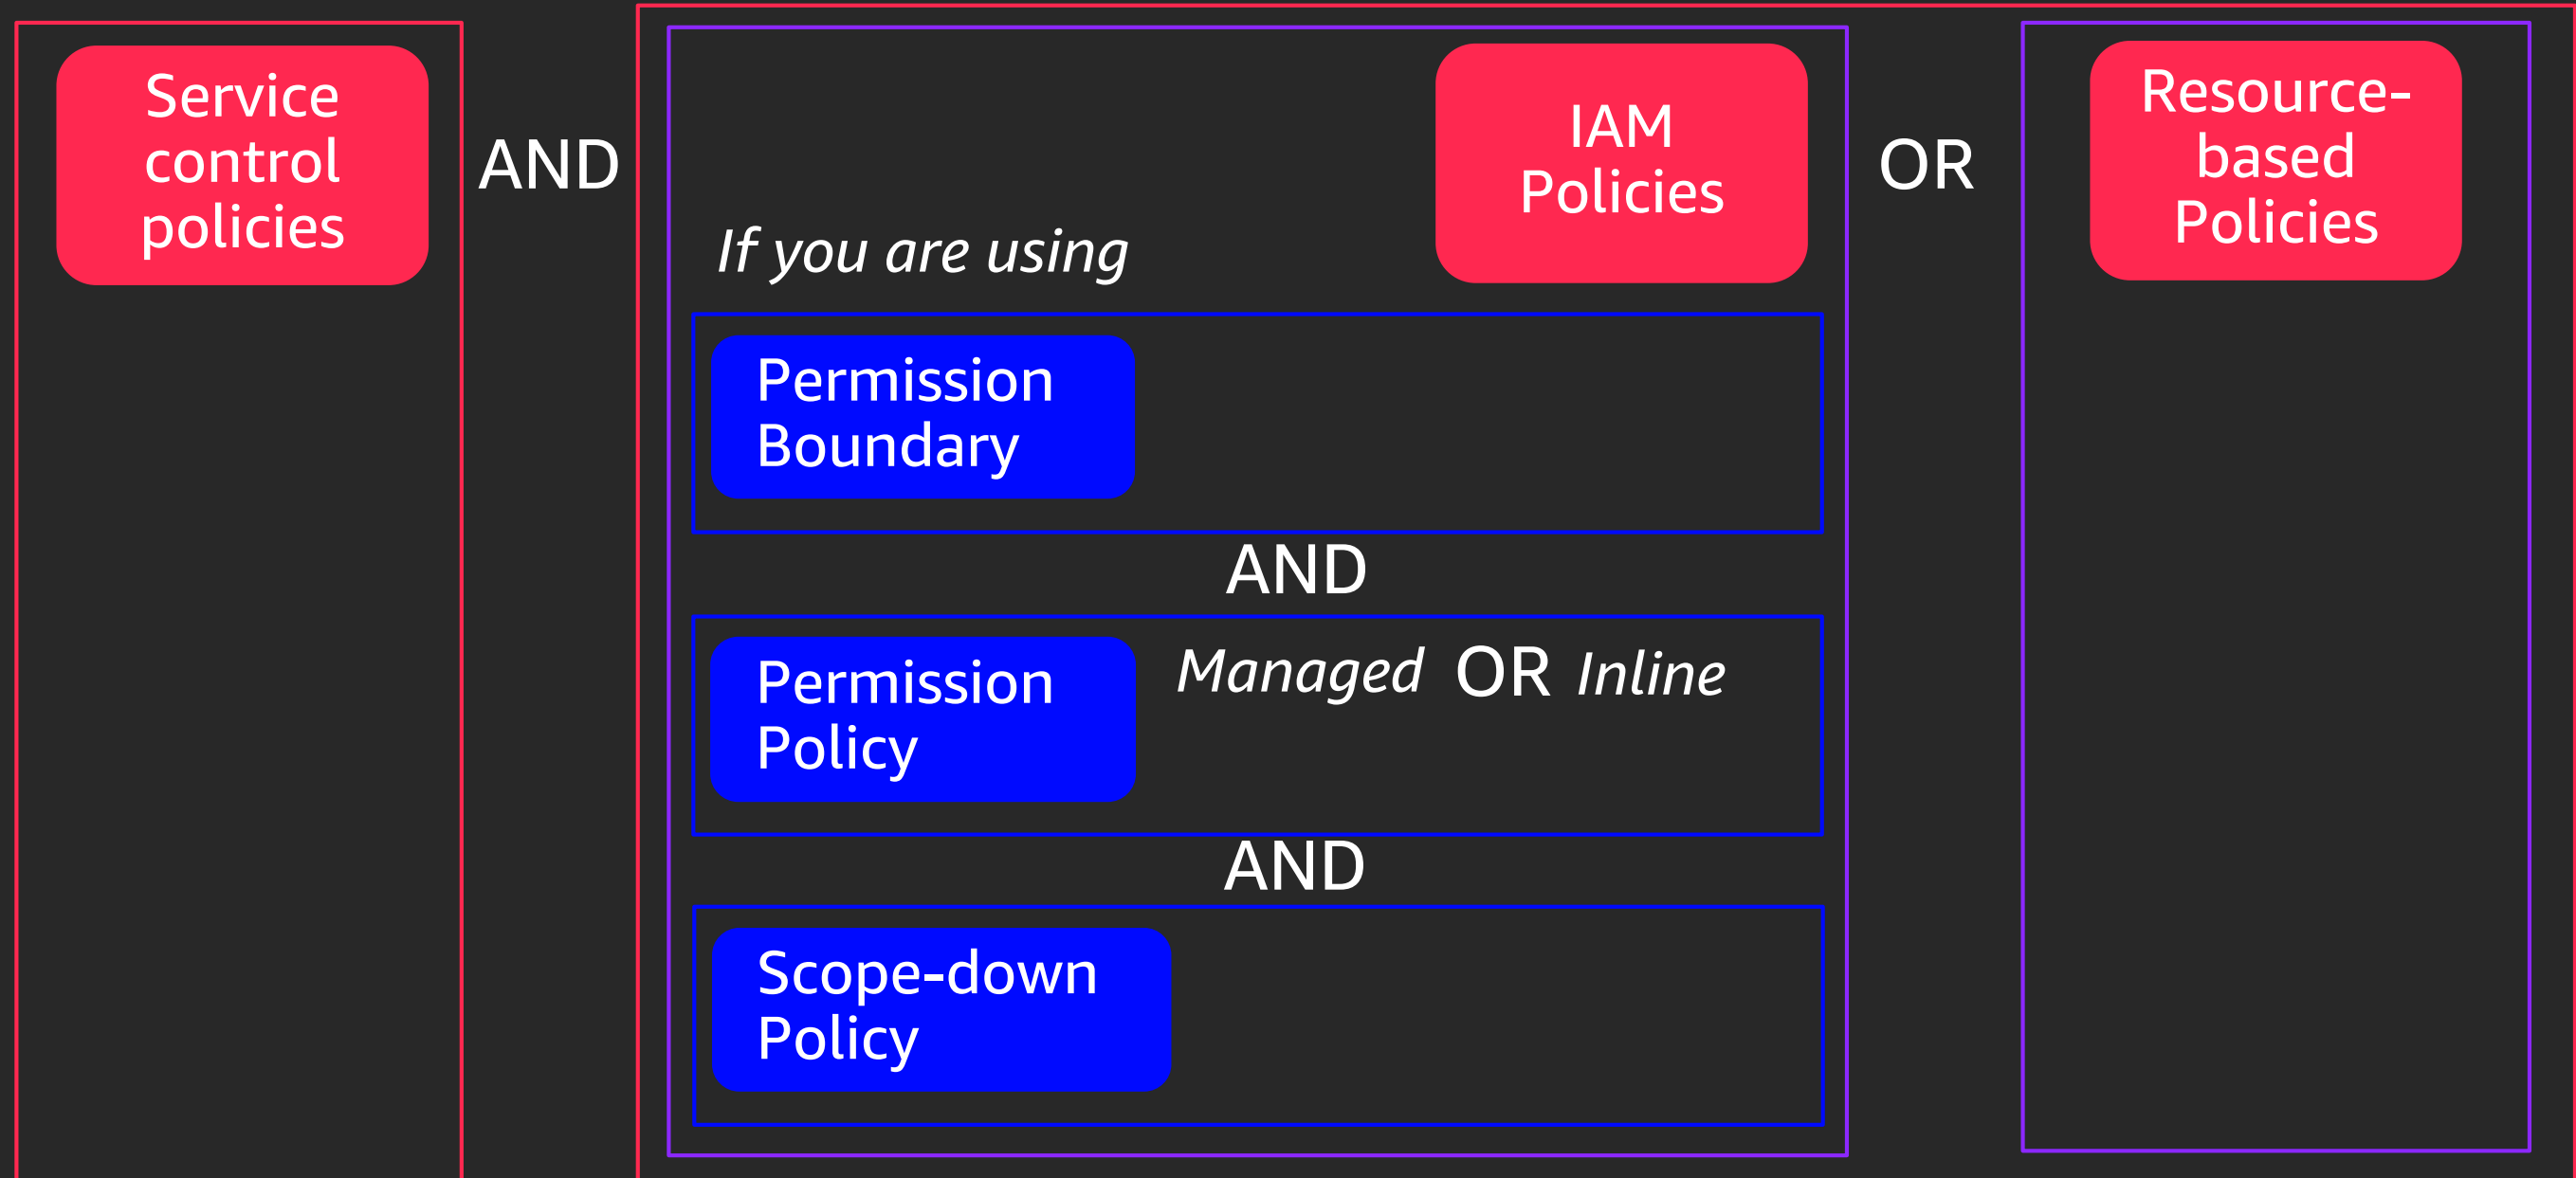 Service
control
policies
AND
IAM
Policies
OR
Resource-
based
Policies
If you are using
Permission
Boundary
AND
Permission
Policy
Managed OR Inline
AND
Scope-down
Policy